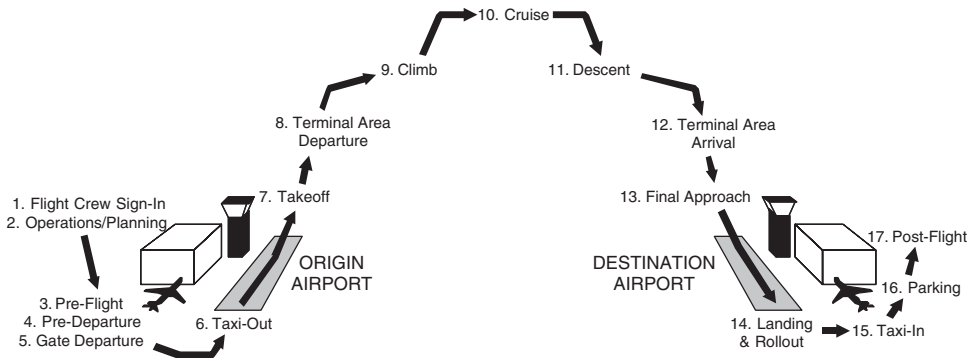 1. Flight Crew Sign-In
2. Operations/Planning
3. Pre-Flight
4. Pre-Departure
5. Gate Departure
6. Taxi-Out
ORIGIN
AIRPORT
7. Takeoff
8. Terminal Area
Departure
9. Climb
10. Cruise
11. Descent
12. Terminal Area
Arrival
13. Final Approach
DESTINATION
AIRPORT
14. Landing
& Rollout
15. Taxi-In
16. Parking
17. Post-Flight